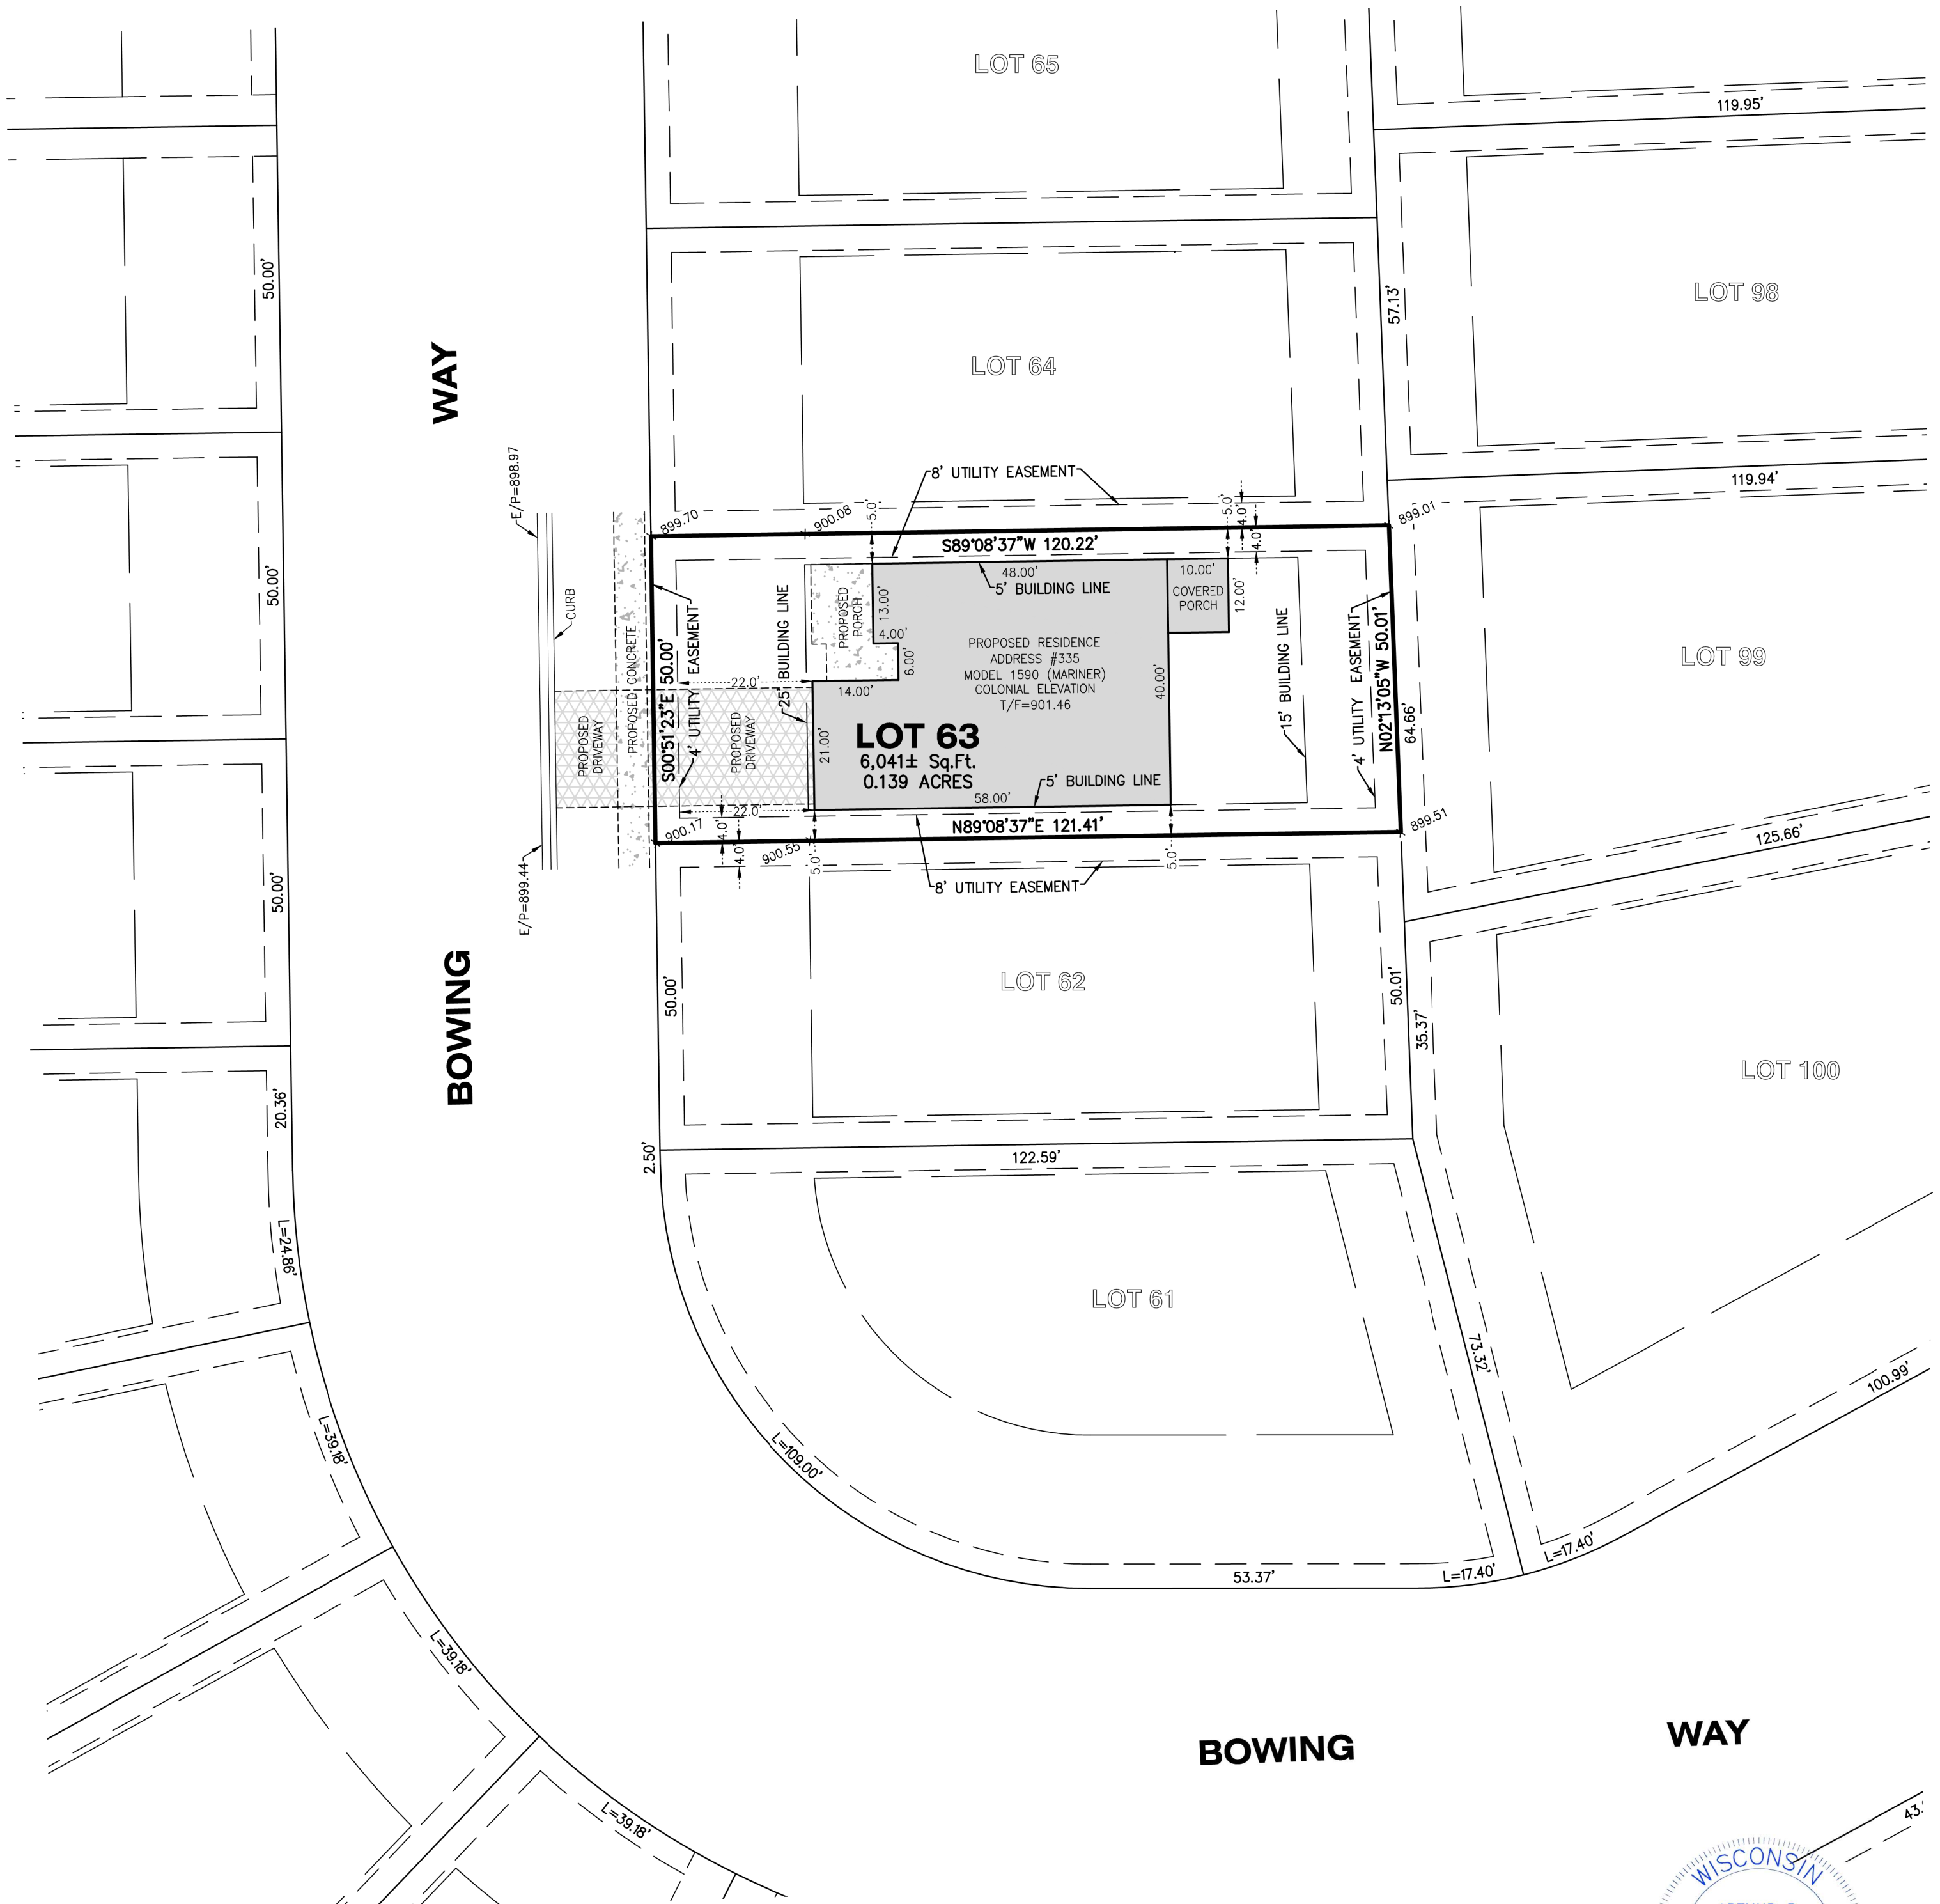 LOT 65
119.95'
50.00'
WAY
57.13'
LOT 98
LOT 64
E/P=898.97
8' UTILITY EASEMENT
119.94'
899.70
900.08
5.0'
5.0'
4.0'
4.0'
899.01
S89°08'37"W 120.22'
48.00'
5' BUILDING LINE
10.00'
COVERED
PORCH
12.00'
50.00'
CURB
PROPOSED CONCRETE
S00°51'23"E 50.00'
4' UTILITY EASEMENT
25' BUILDING LINE
PROPOSED
PORCH
13.00'
4.00'
6.00'
PROPOSED RESIDENCE
ADDRESS #335
MODEL 1590 (MARINER)
COLONIAL ELEVATION
T/F=901.46
40.00'
15' BUILDING LINE
4' UTILITY EASEMENT
N02°13'05"W 50.01'
64.66'
LOT 99
22.0'
14.00'
PROPOSED
DRIVEWAY
PROPOSED
DRIVEWAY
21.00'
LOT 63
6,041± Sq.Ft.
0.139 ACRES
5' BUILDING LINE
58.00'
22.0'
N89°08'37"E 121.41'
900.17
4.0'
4.0'
900.55
5.0'
5.0'
899.51
125.66'
E/P=899.44
8' UTILITY EASEMENT
50.00'
BOWING
50.00'
LOT 62
50.01'
35.37'
LOT 100
20.36'
2.50'
122.59'
L=24.86'
LOT 61
73.32'
100.99'
L=39.18'
L=109.00'
L=17.40'
53.37'
L=17.40'
L=39.18'
BOWING
WAY
L=39.18'
43.
WISCONSIN